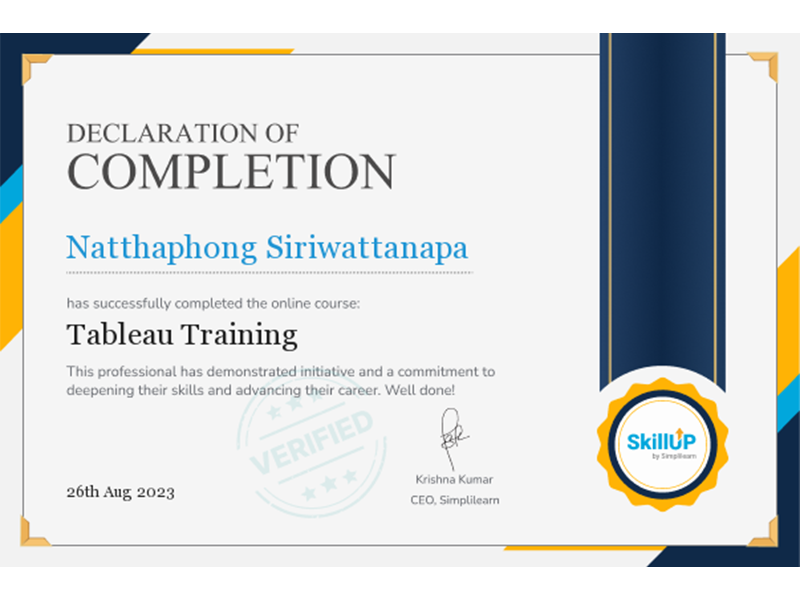 DECLARATION OF
COMPLETION
Natthaphong Siriwattanapa
has successfully completed the online course:
Tableau Training
This professional has demonstrated initiative and a commitment to
deepening their skills and advancing their career. Well done!
VERIFIED
26th Aug 2023
Krishna Kumar
CEO, Simplilearn
SkillUP
by Simplilearn